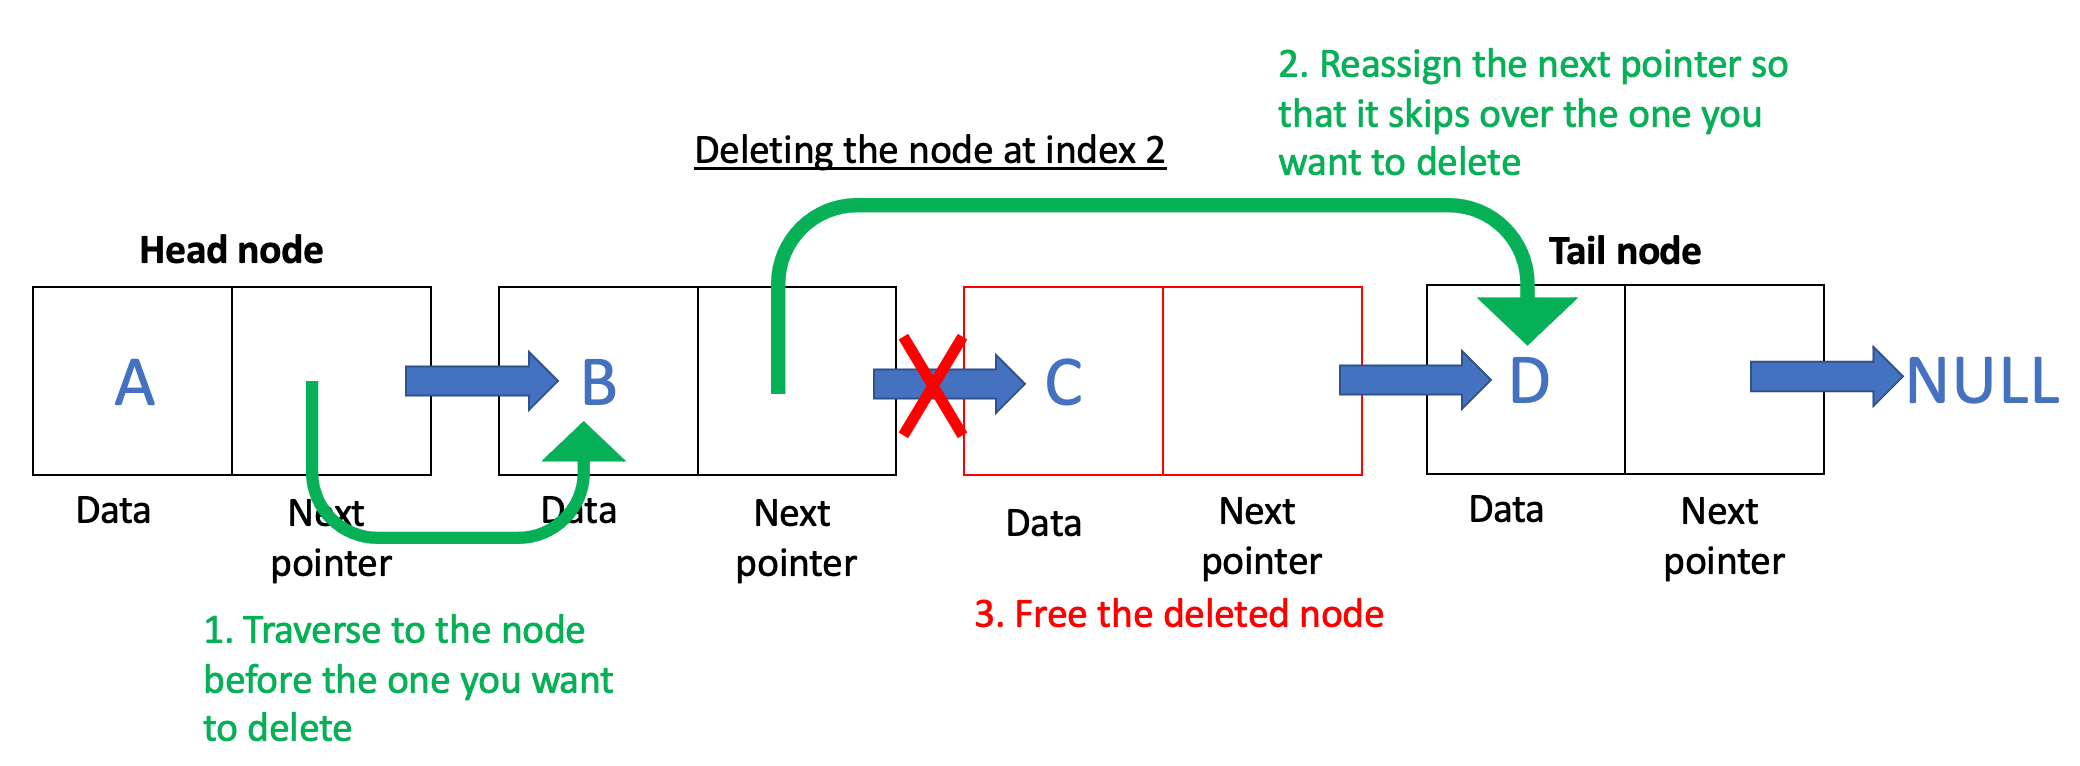 2. Reassign the next pointer so
that it skips over the one you
want to delete
Deleting the node at index 2
Head node
Tail node
A
B
C
D
NULL
Data
Next
pointer
Data
Next
pointer
Data
Next
pointer
Data
Next
pointer
1. Traverse to the node
before the one you want
to delete
3. Free the deleted node